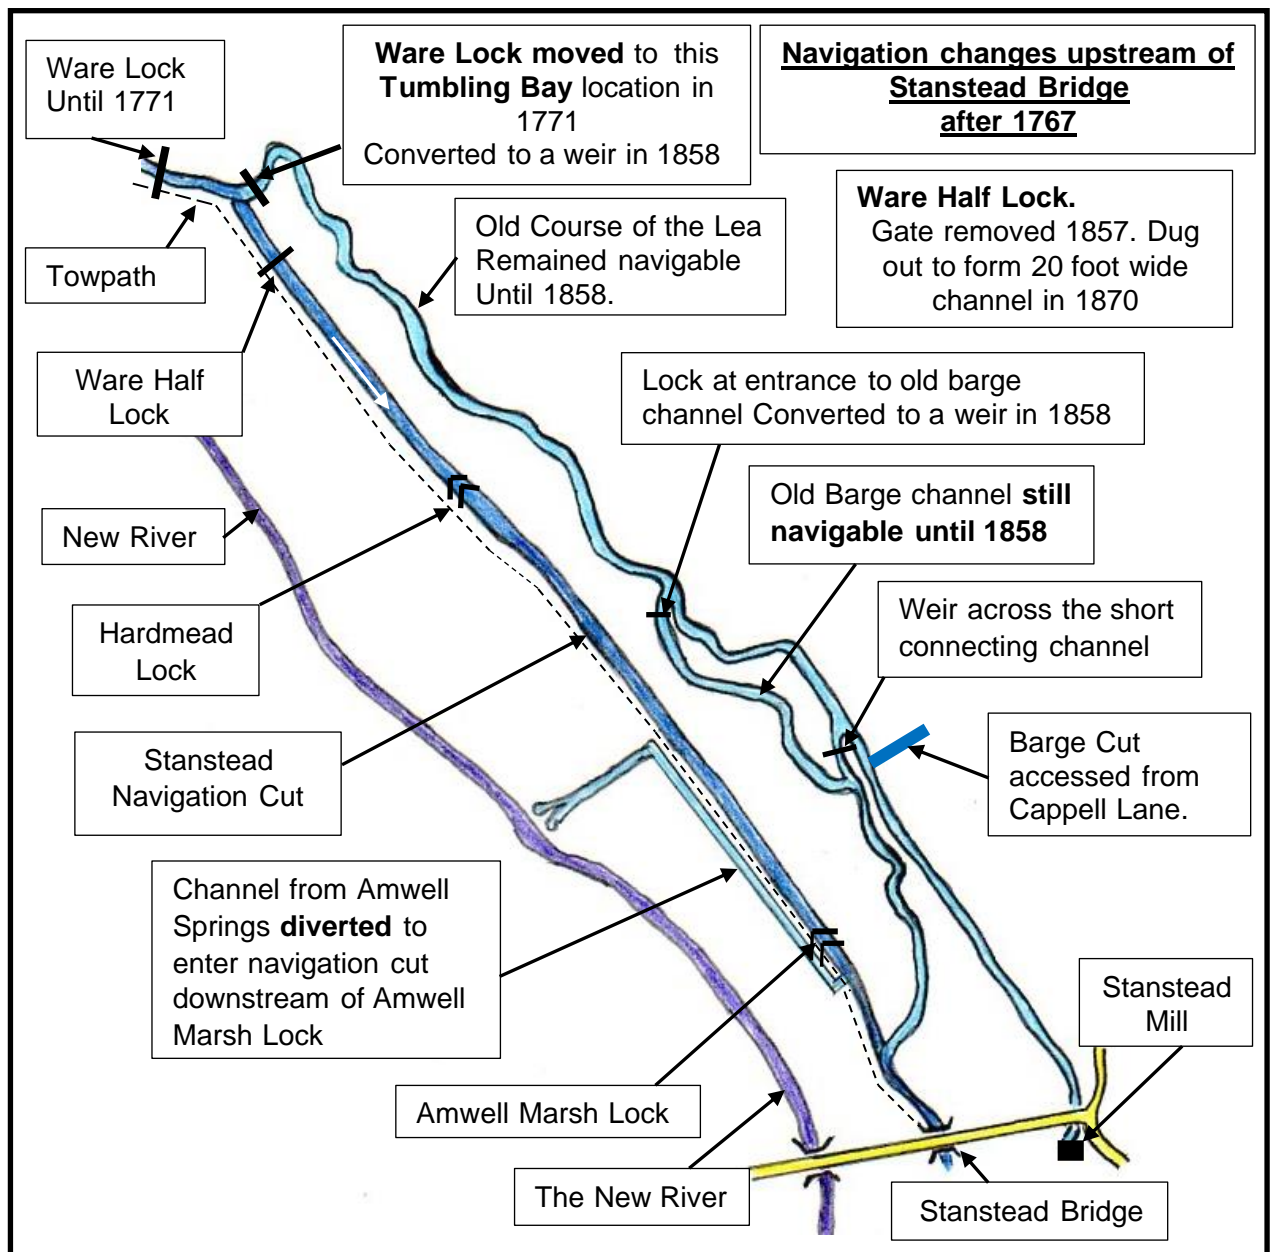 Ware Lock
Until 1771
Ware Lock moved to this
Tumbling Bay location in
1771
Converted to a weir in 1858
Navigation changes upstream of
Stanstead Bridge
after 1767
Ware Half Lock.
Gate removed 1857. Dug
out to form 20 foot wide
channel in 1870
Old Course of the Lea
Remained navigable
Until 1858.
Towpath
Ware Half
Lock
Lock at entrance to old barge
channel Converted to a weir in 1858
Old Barge channel still
navigable until 1858
New River
Weir across the short
connecting channel
Hardmead
Lock
Barge Cut
accessed from
Cappell Lane.
Stanstead
Navigation Cut
Channel from Amwell
Springs diverted to
enter navigation cut
downstream of Amwell
Marsh Lock
Stanstead
Mill
Amwell Marsh Lock
The New River
Stanstead Bridge